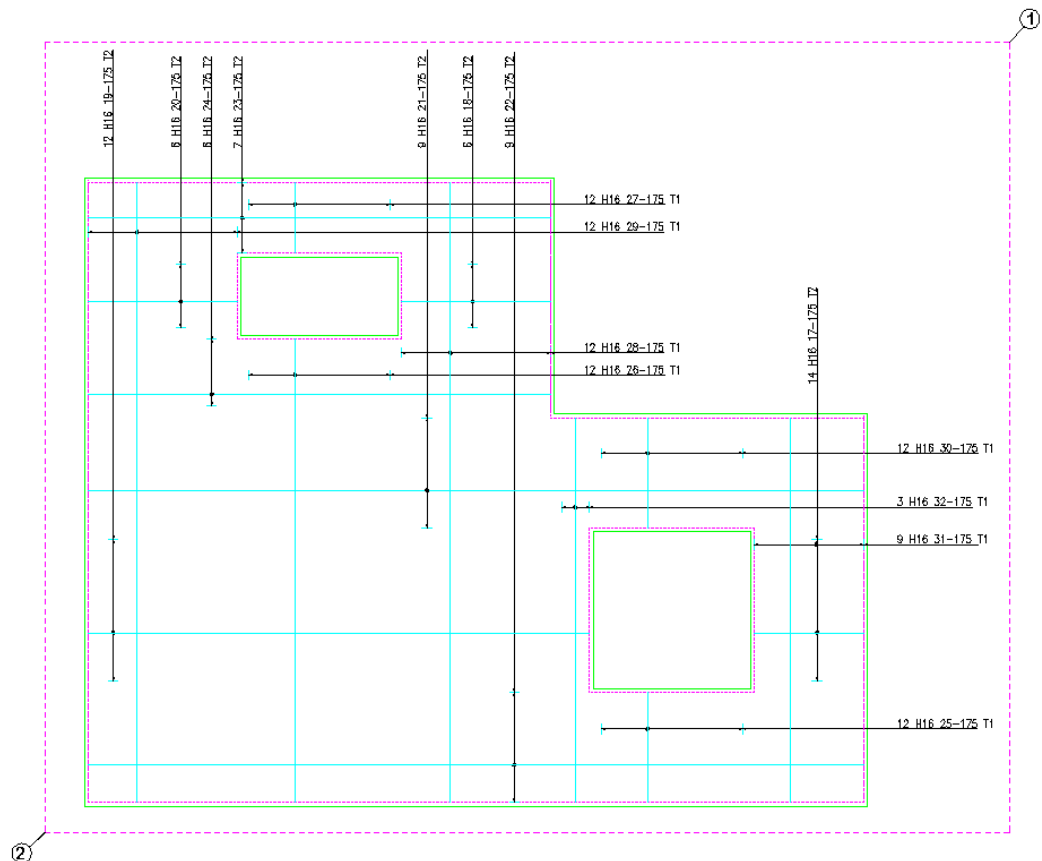 1
12 H16 19-175 T2
8 H16 20-175 T2
8 H16 24-175 T2
7 H16 23-175 T2
9 H16 21-175 T2
6 H16 18-175 T2
9 H16 22-175 T2
12 H16 27-175 T1
12 H16 29-175 T1
14 H16 17-175 T2
12 H16 28-175 T1
12 H16 26-175 T1
12 H16 30-175 T1
3 H16 32-175 T1
9 H16 31-175 T1
12 H16 25-175 T1
2